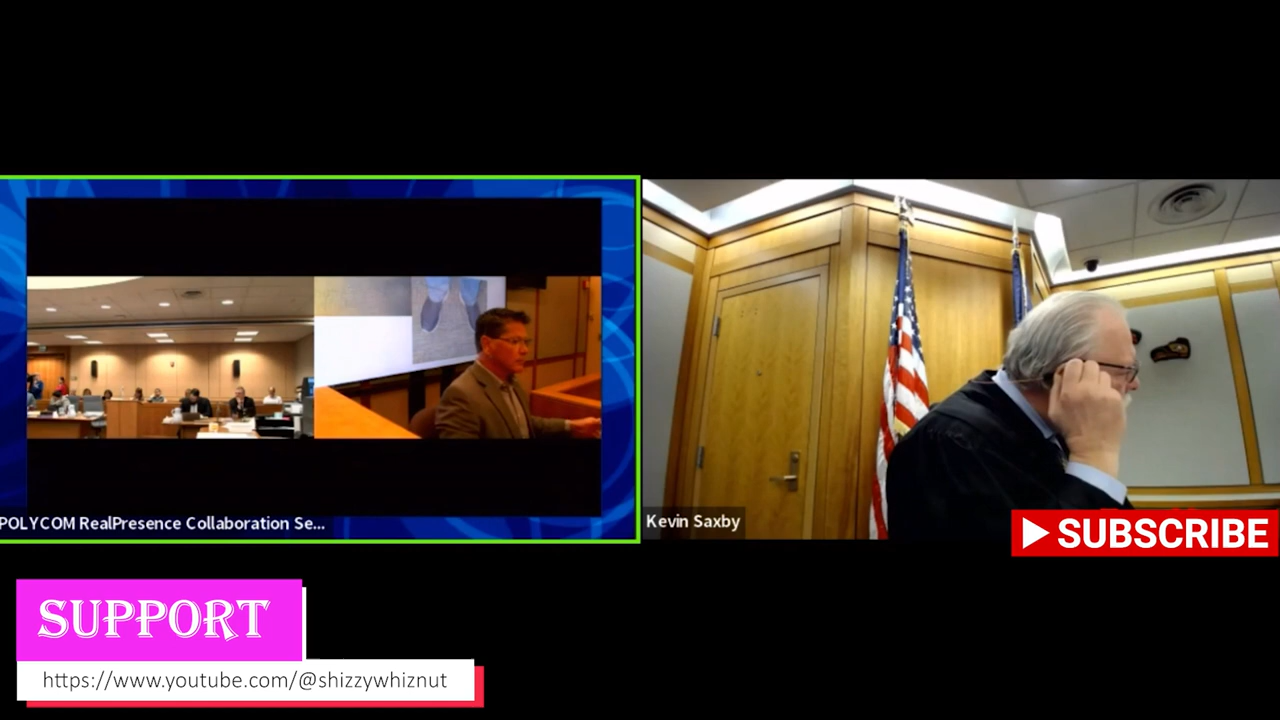 POLYCOM RealPresence Collaboration Se...
Kevin Saxby
SUBSCRIBE
SUPPORT
https://www.youtube.com/@shizzywhiznut